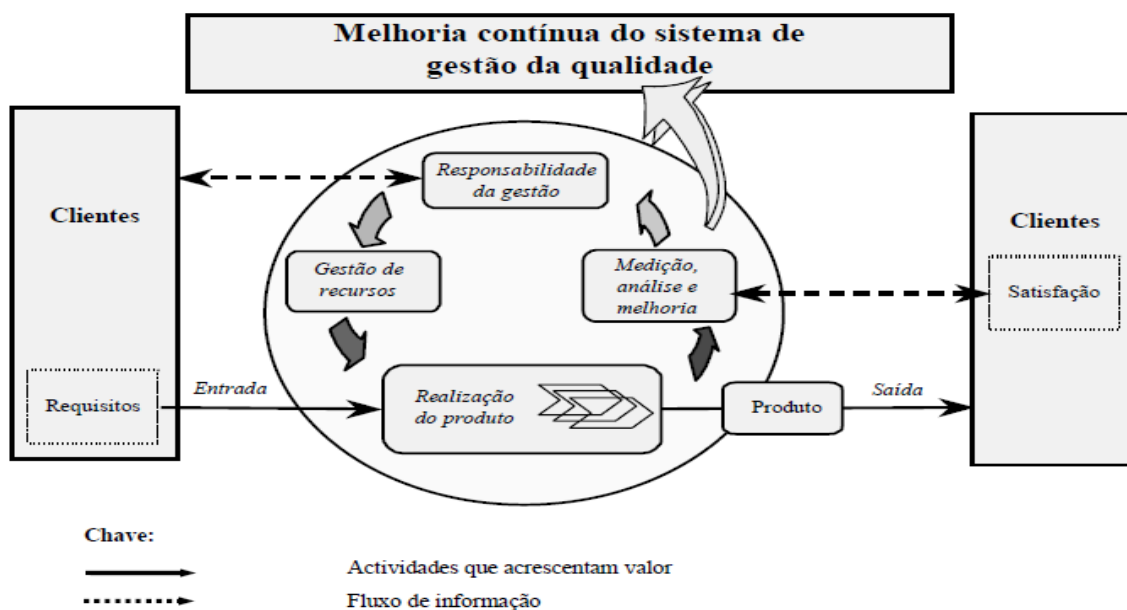 Melhoria contínua do sistema de
gestão da qualidade
Responsabilidade
da gestão
Clientes
Clientes
Gestão de
recursos
Medição,
análise e
melhoria
Satisfação
Entrada
Requisitos
Realização
do produto
Produto
Saída
Chave:
Actividades que acrescentam valor
Fluxo de informação